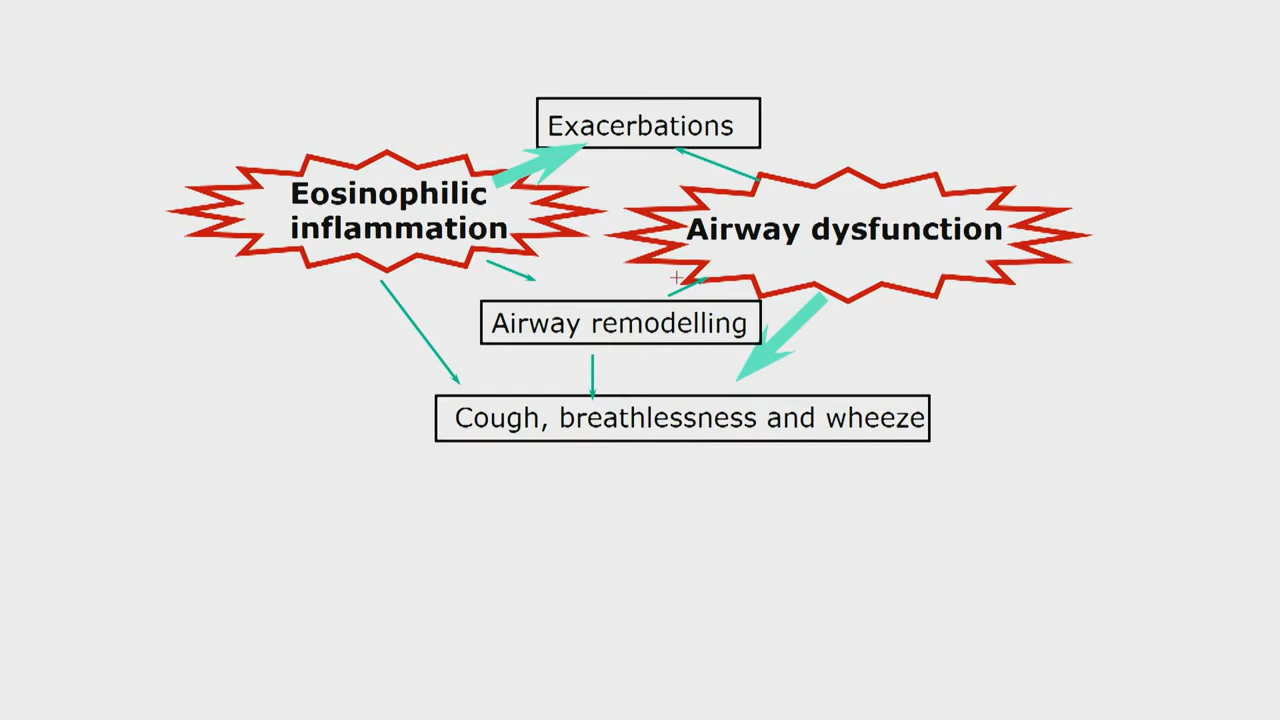 Exacerbations
Eosinophilic
inflammation
Airway dysfunction
Airway remodelling
Cough, breathlessness and wheeze